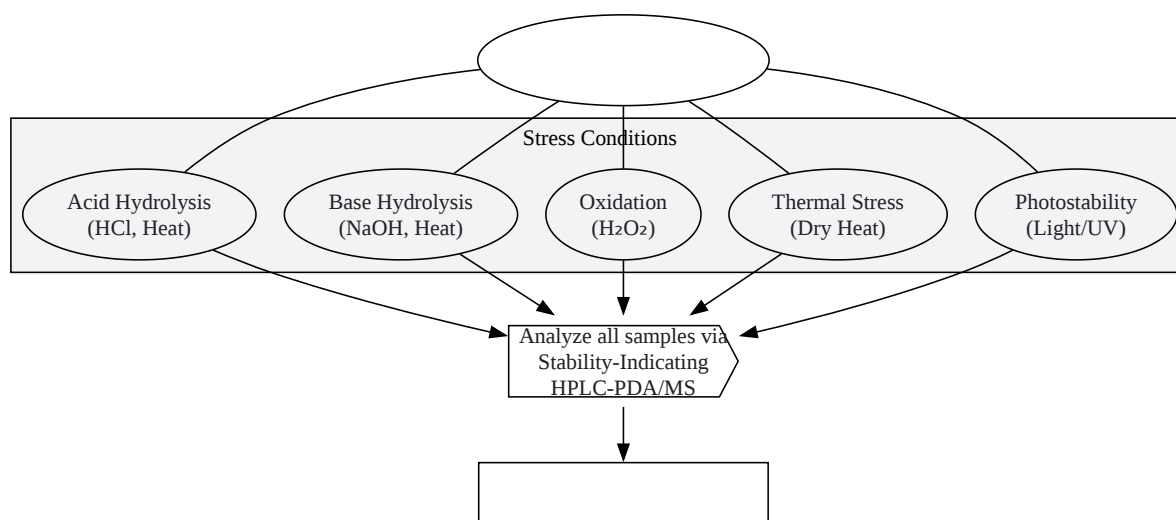 Stress Conditions
Acid Hydrolysis
(HCl, Heat)
Base Hydrolysis
(NaOH, Heat)
Oxidation
(H₂O₂)
Thermal Stress
(Dry Heat)
Photostability
(Light/UV)
Analyze all samples via
Stability-Indicating
HPLC-PDA/MS